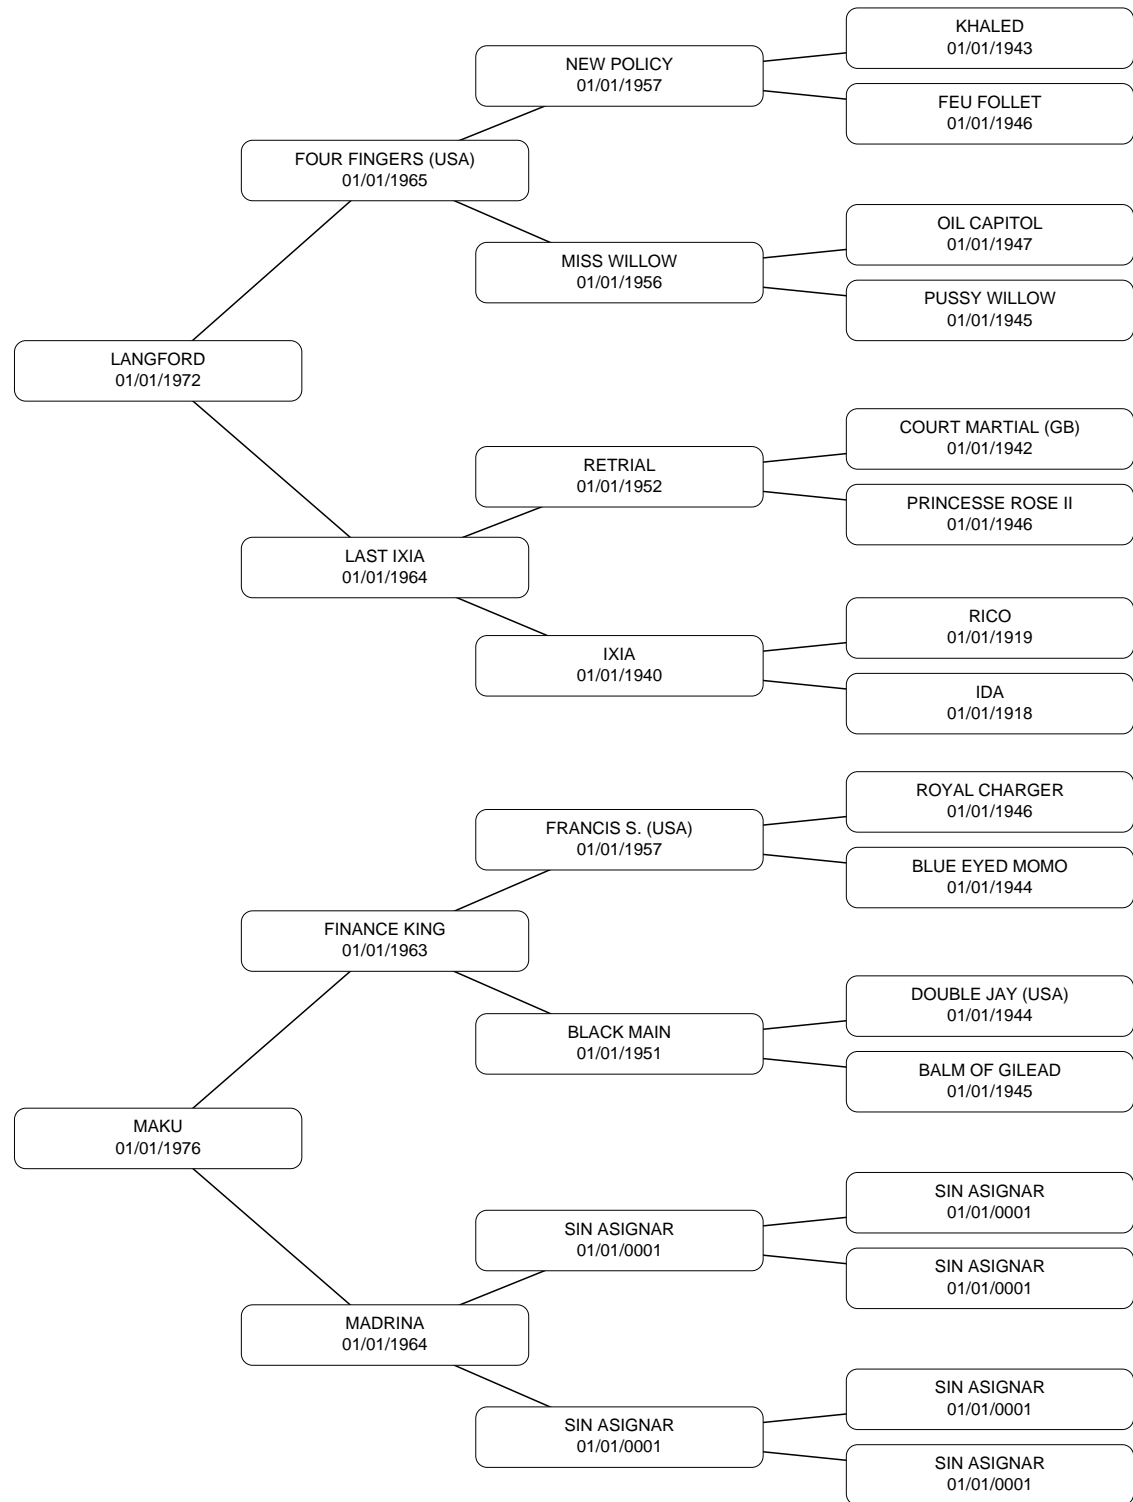 KHALED
01/01/1943
NEW POLICY
01/01/1957
FEU FOLLET
01/01/1946
FOUR FINGERS (USA)
01/01/1965
OIL CAPITOL
01/01/1947
MISS WILLOW
01/01/1956
PUSSY WILLOW
01/01/1945
LANGFORD
01/01/1972
COURT MARTIAL (GB)
01/01/1942
RETRIAL
01/01/1952
PRINCESSE ROSE II
01/01/1946
LAST IXIA
01/01/1964
RICO
01/01/1919
IXIA
01/01/1940
IDA
01/01/1918
ROYAL CHARGER
01/01/1946
FRANCIS S. (USA)
01/01/1957
BLUE EYED MOMO
01/01/1944
FINANCE KING
01/01/1963
DOUBLE JAY (USA)
01/01/1944
BLACK MAIN
01/01/1951
BALM OF GILEAD
01/01/1945
MAKU
01/01/1976
SIN ASIGNAR
01/01/0001
SIN ASIGNAR
01/01/0001
SIN ASIGNAR
01/01/0001
MADRINA
01/01/1964
SIN ASIGNAR
01/01/0001
SIN ASIGNAR
01/01/0001
SIN ASIGNAR
01/01/0001